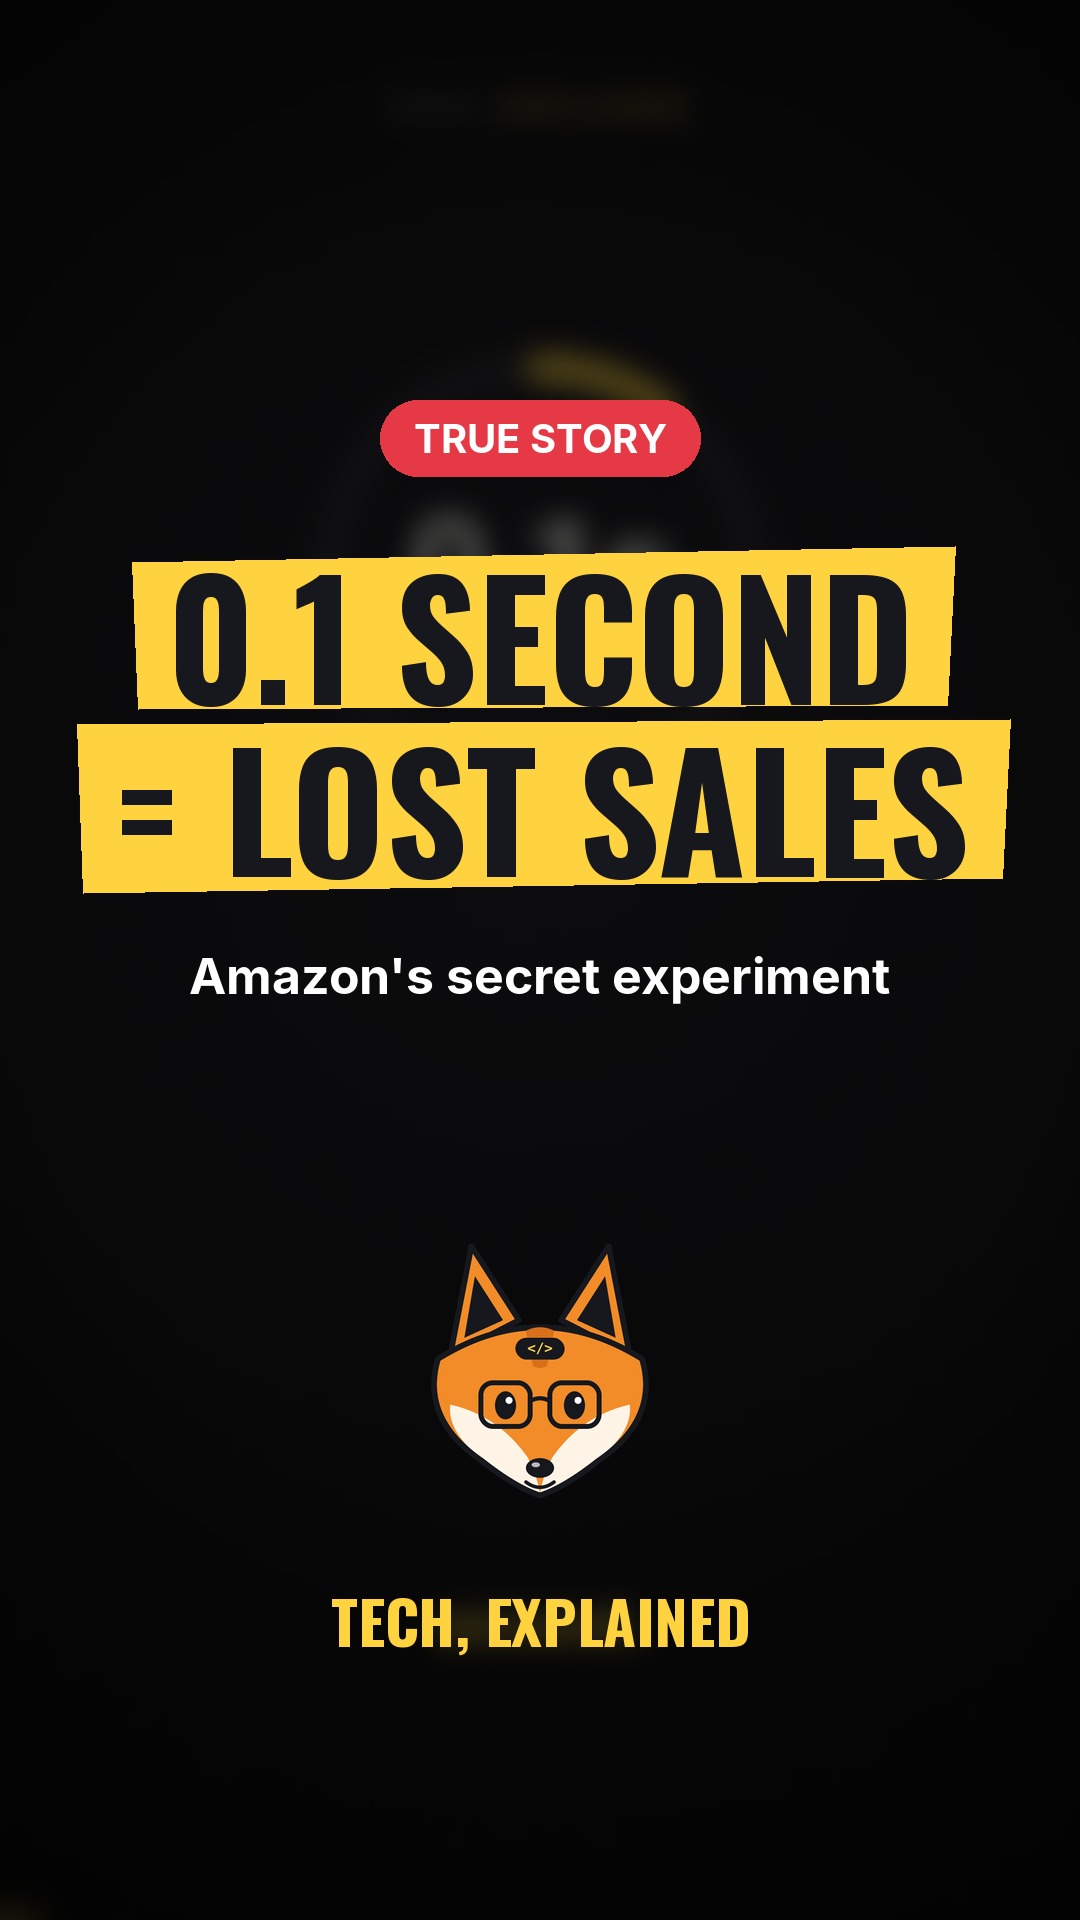 TRUE STORY
0.1 SECOND
= LOST SALES
Amazon's secret experiment
</>
TECH, EXPLAINED